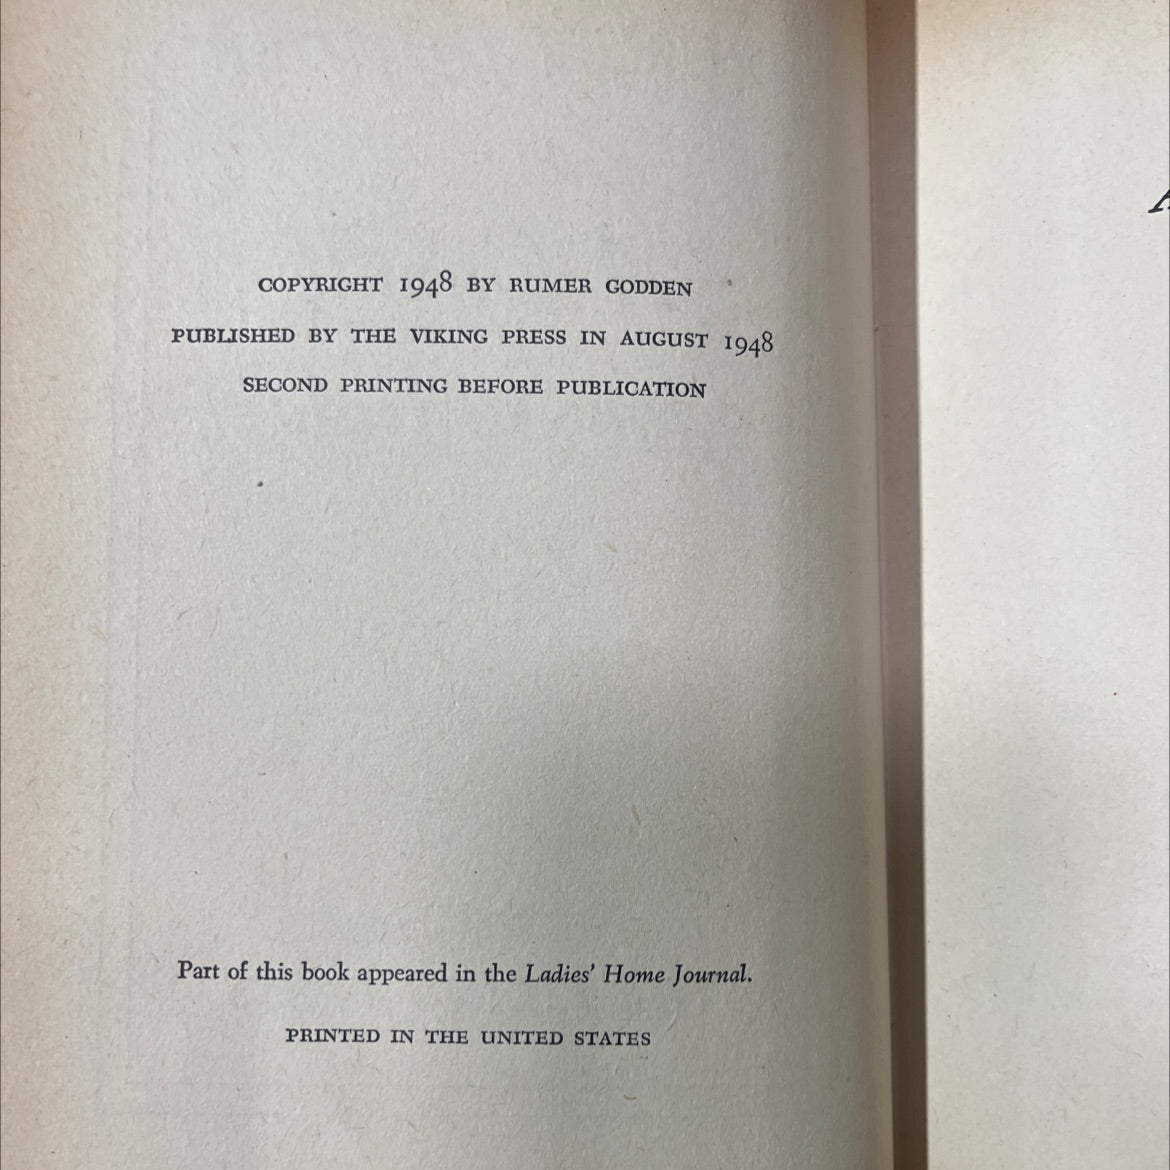 COPYRIGHT 1948 BY RUMER GODDEN
PUBLISHED BY THE VIKING PRESS IN AUGUST 1948
SECOND PRINTING BEFORE PUBLICATION
Part of this book appeared in the Ladies' Home Journal.
PRINTED IN THE UNITED STATES